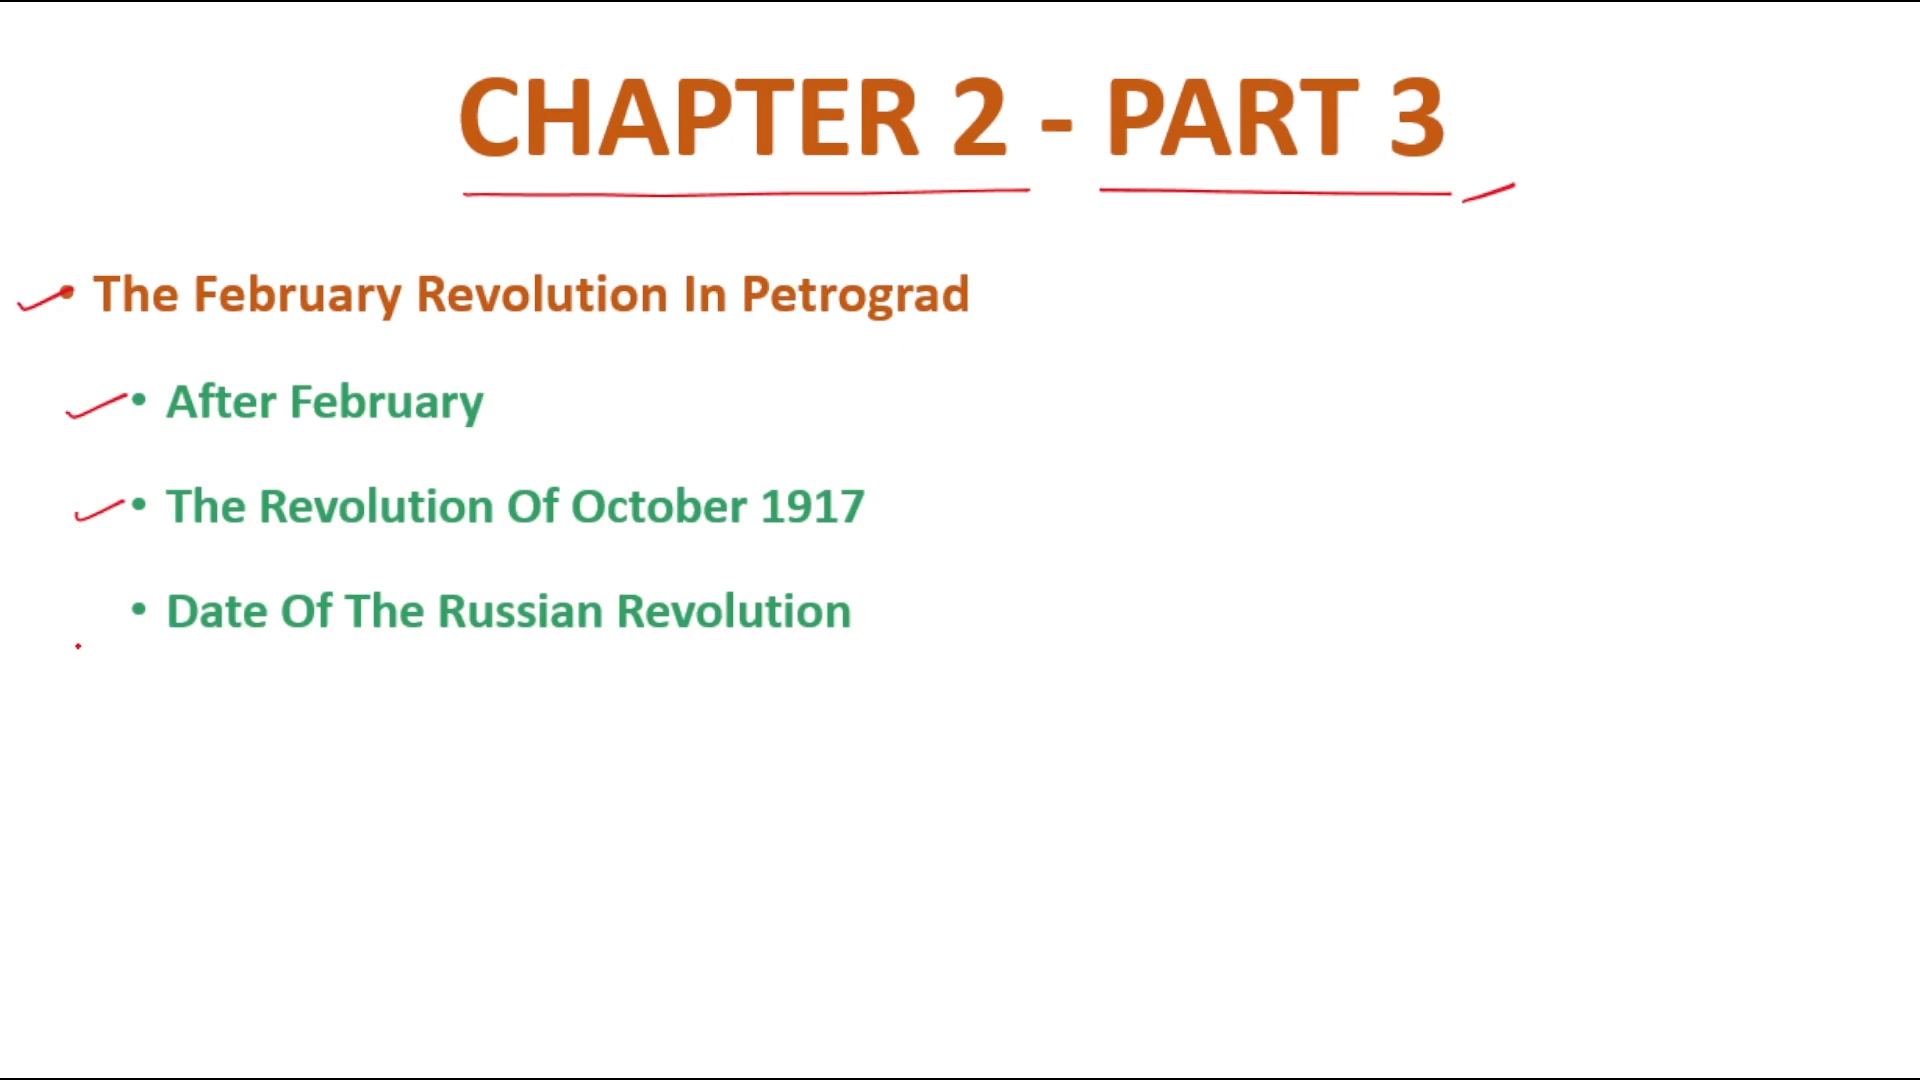 CHAPTER 2 - PART 3
• The February Revolution In Petrograd
• After February
• The Revolution Of October 1917
• Date Of The Russian Revolution